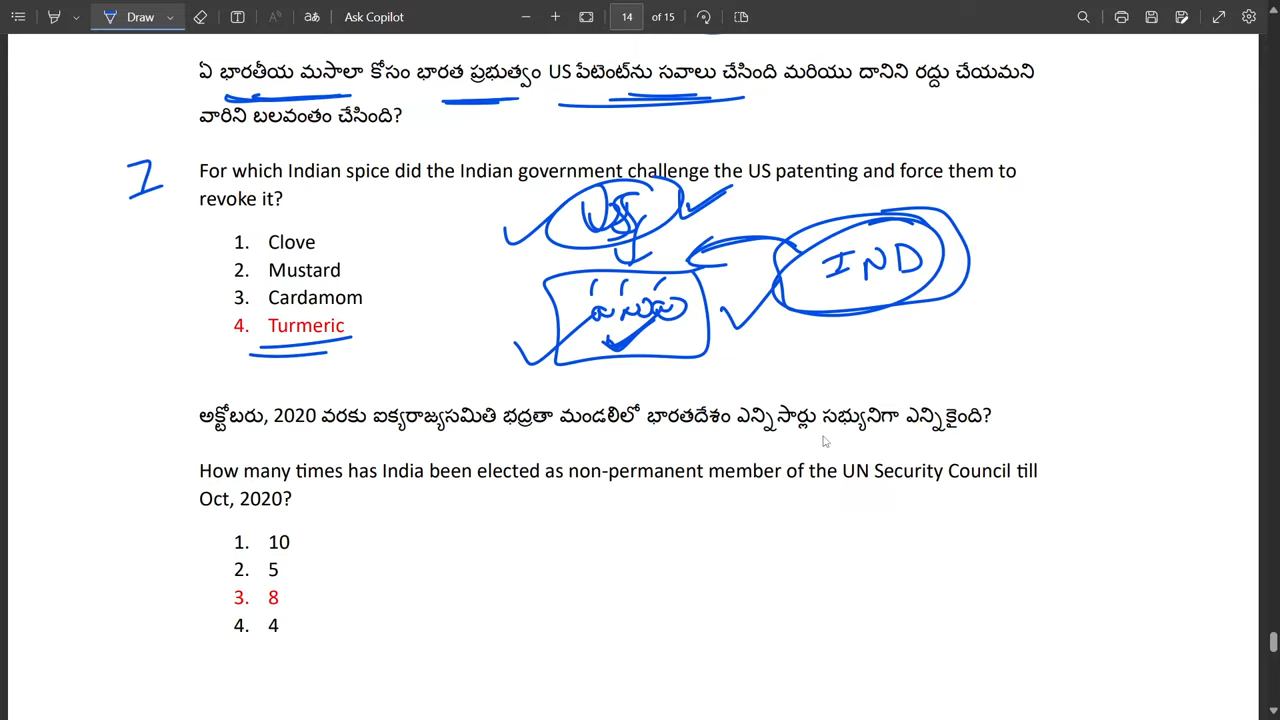 Draw
aあ
Ask Copilot
14 of 15
ఏ భారతీయ మసాలా కోసం భారత ప్రభుత్వం US పేటెంట్‌ను సవాలు చేసింది మరియు దానిని రద్దు చేయమని
వారిని బలవంతం చేసింది?
I
For which Indian spice did the Indian government challenge the US patenting and force them to
revoke it?
US
1. Clove
IND
2. Mustard
3. Cardamom
4. Turmeric
అక్టోబరు, 2020 వరకు ఐక్యరాజ్యసమితి భద్రతా మండలిలో భారతదేశం ఎన్ని సార్లు సభ్యునిగా ఎన్నికైంది?
How many times has India been elected as non-permanent member of the UN Security Council till
Oct, 2020?
1. 10
2. 5
3. 8
4. 4